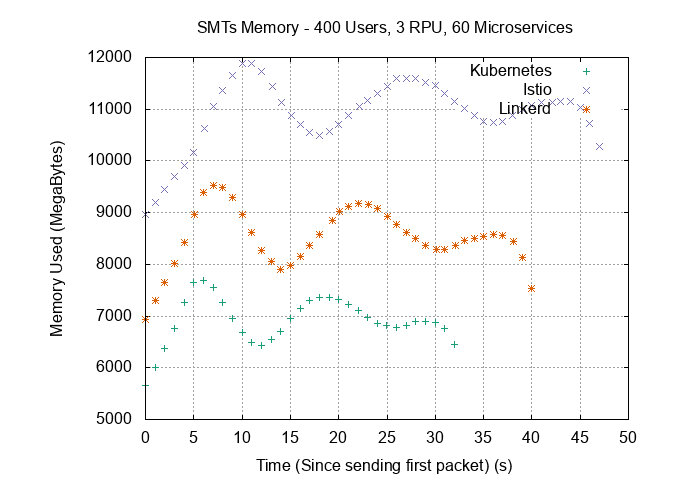 SMTs Memory - 400 Users, 3 RPU, 60 Microservices
12000
11000
10000
9000
8000
7000
6000
5000
Memory Used (MegaBytes)
Kubernetes
Istio
Linkerd
0 5 10 15 20 25 30 35 40 45 50
Time (Since sending first packet) (s)